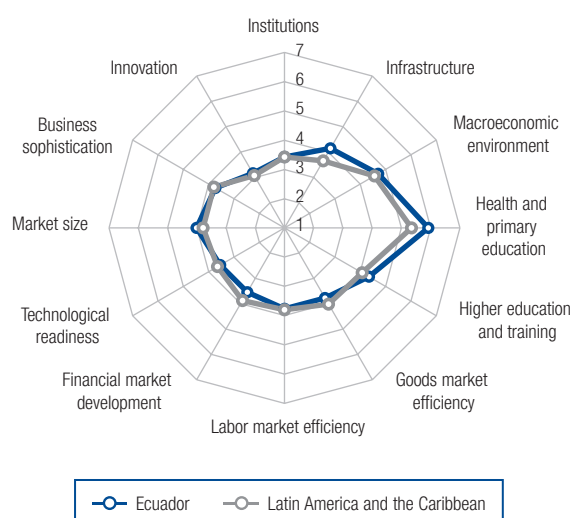 Institutions
7
6
5
4
3
2
1
Infrastructure
Macroeconomic
environment
Health and
primary
education
Higher education
and training
Goods market
efficiency
Labor market efficiency
Financial market
development
Technological
readiness
Market size
Business
sophistication
Innovation
Ecuador
Latin America and the Caribbean